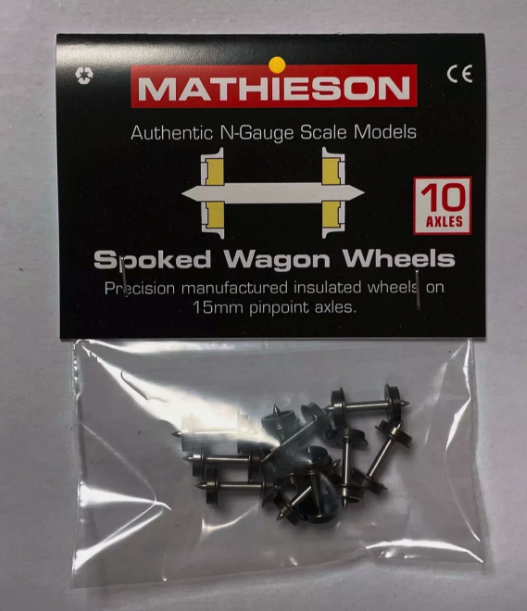 MATHIESON
CE
Authentic N-Gauge Scale Models
10
AXLES
Spoked Wagon Wheels
Precision manufactured insulated wheels on
15mm pinpoint axles.